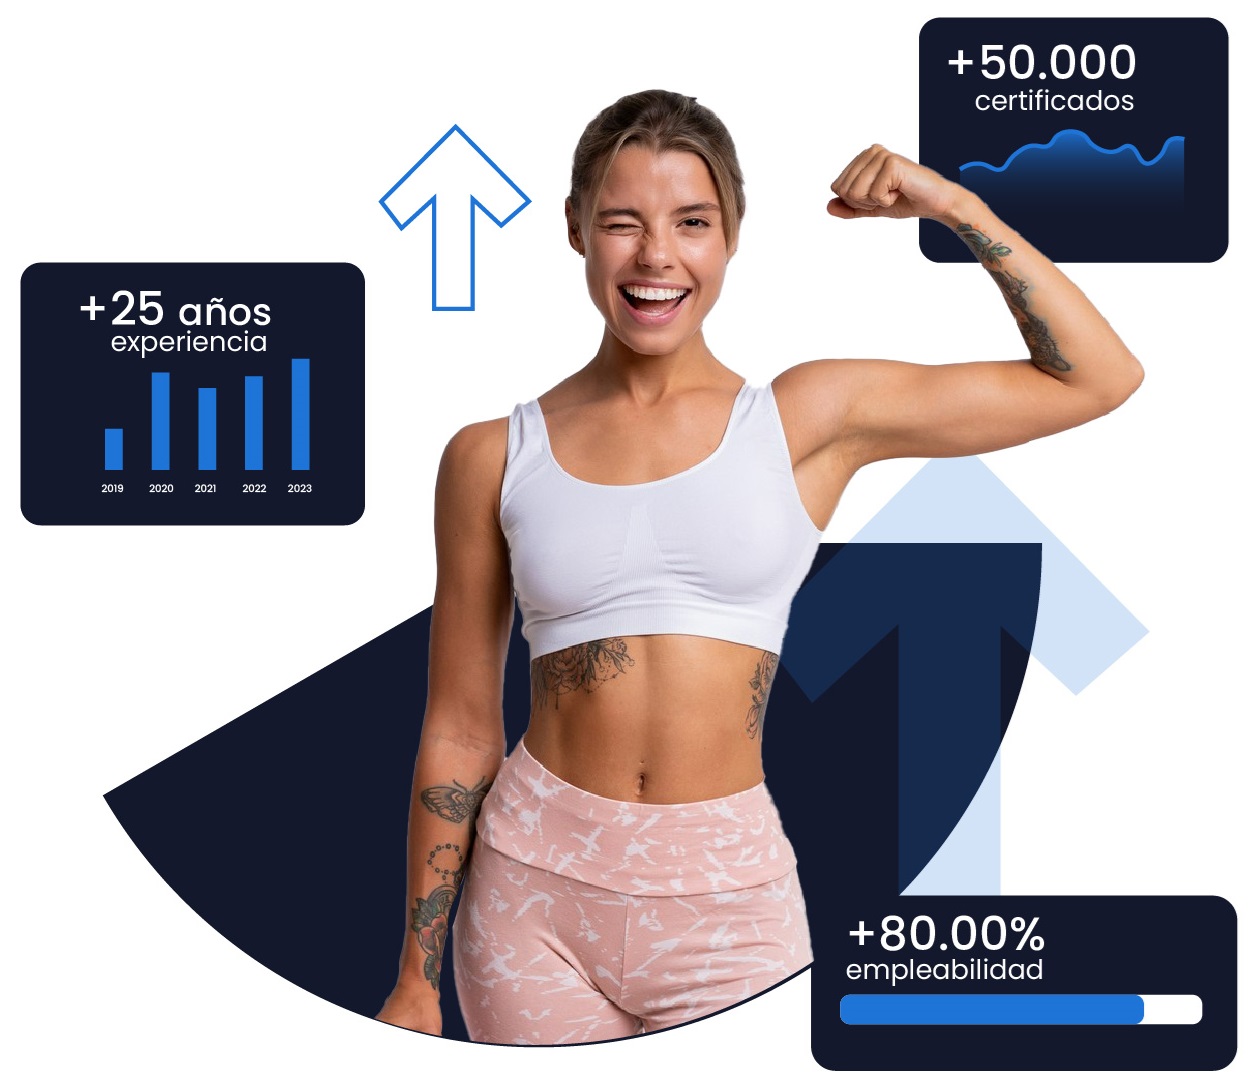 +50.000
certificados
+25 años
experiencia
2019 2020 2021 2022 2023
+80.00%
empleabilidad